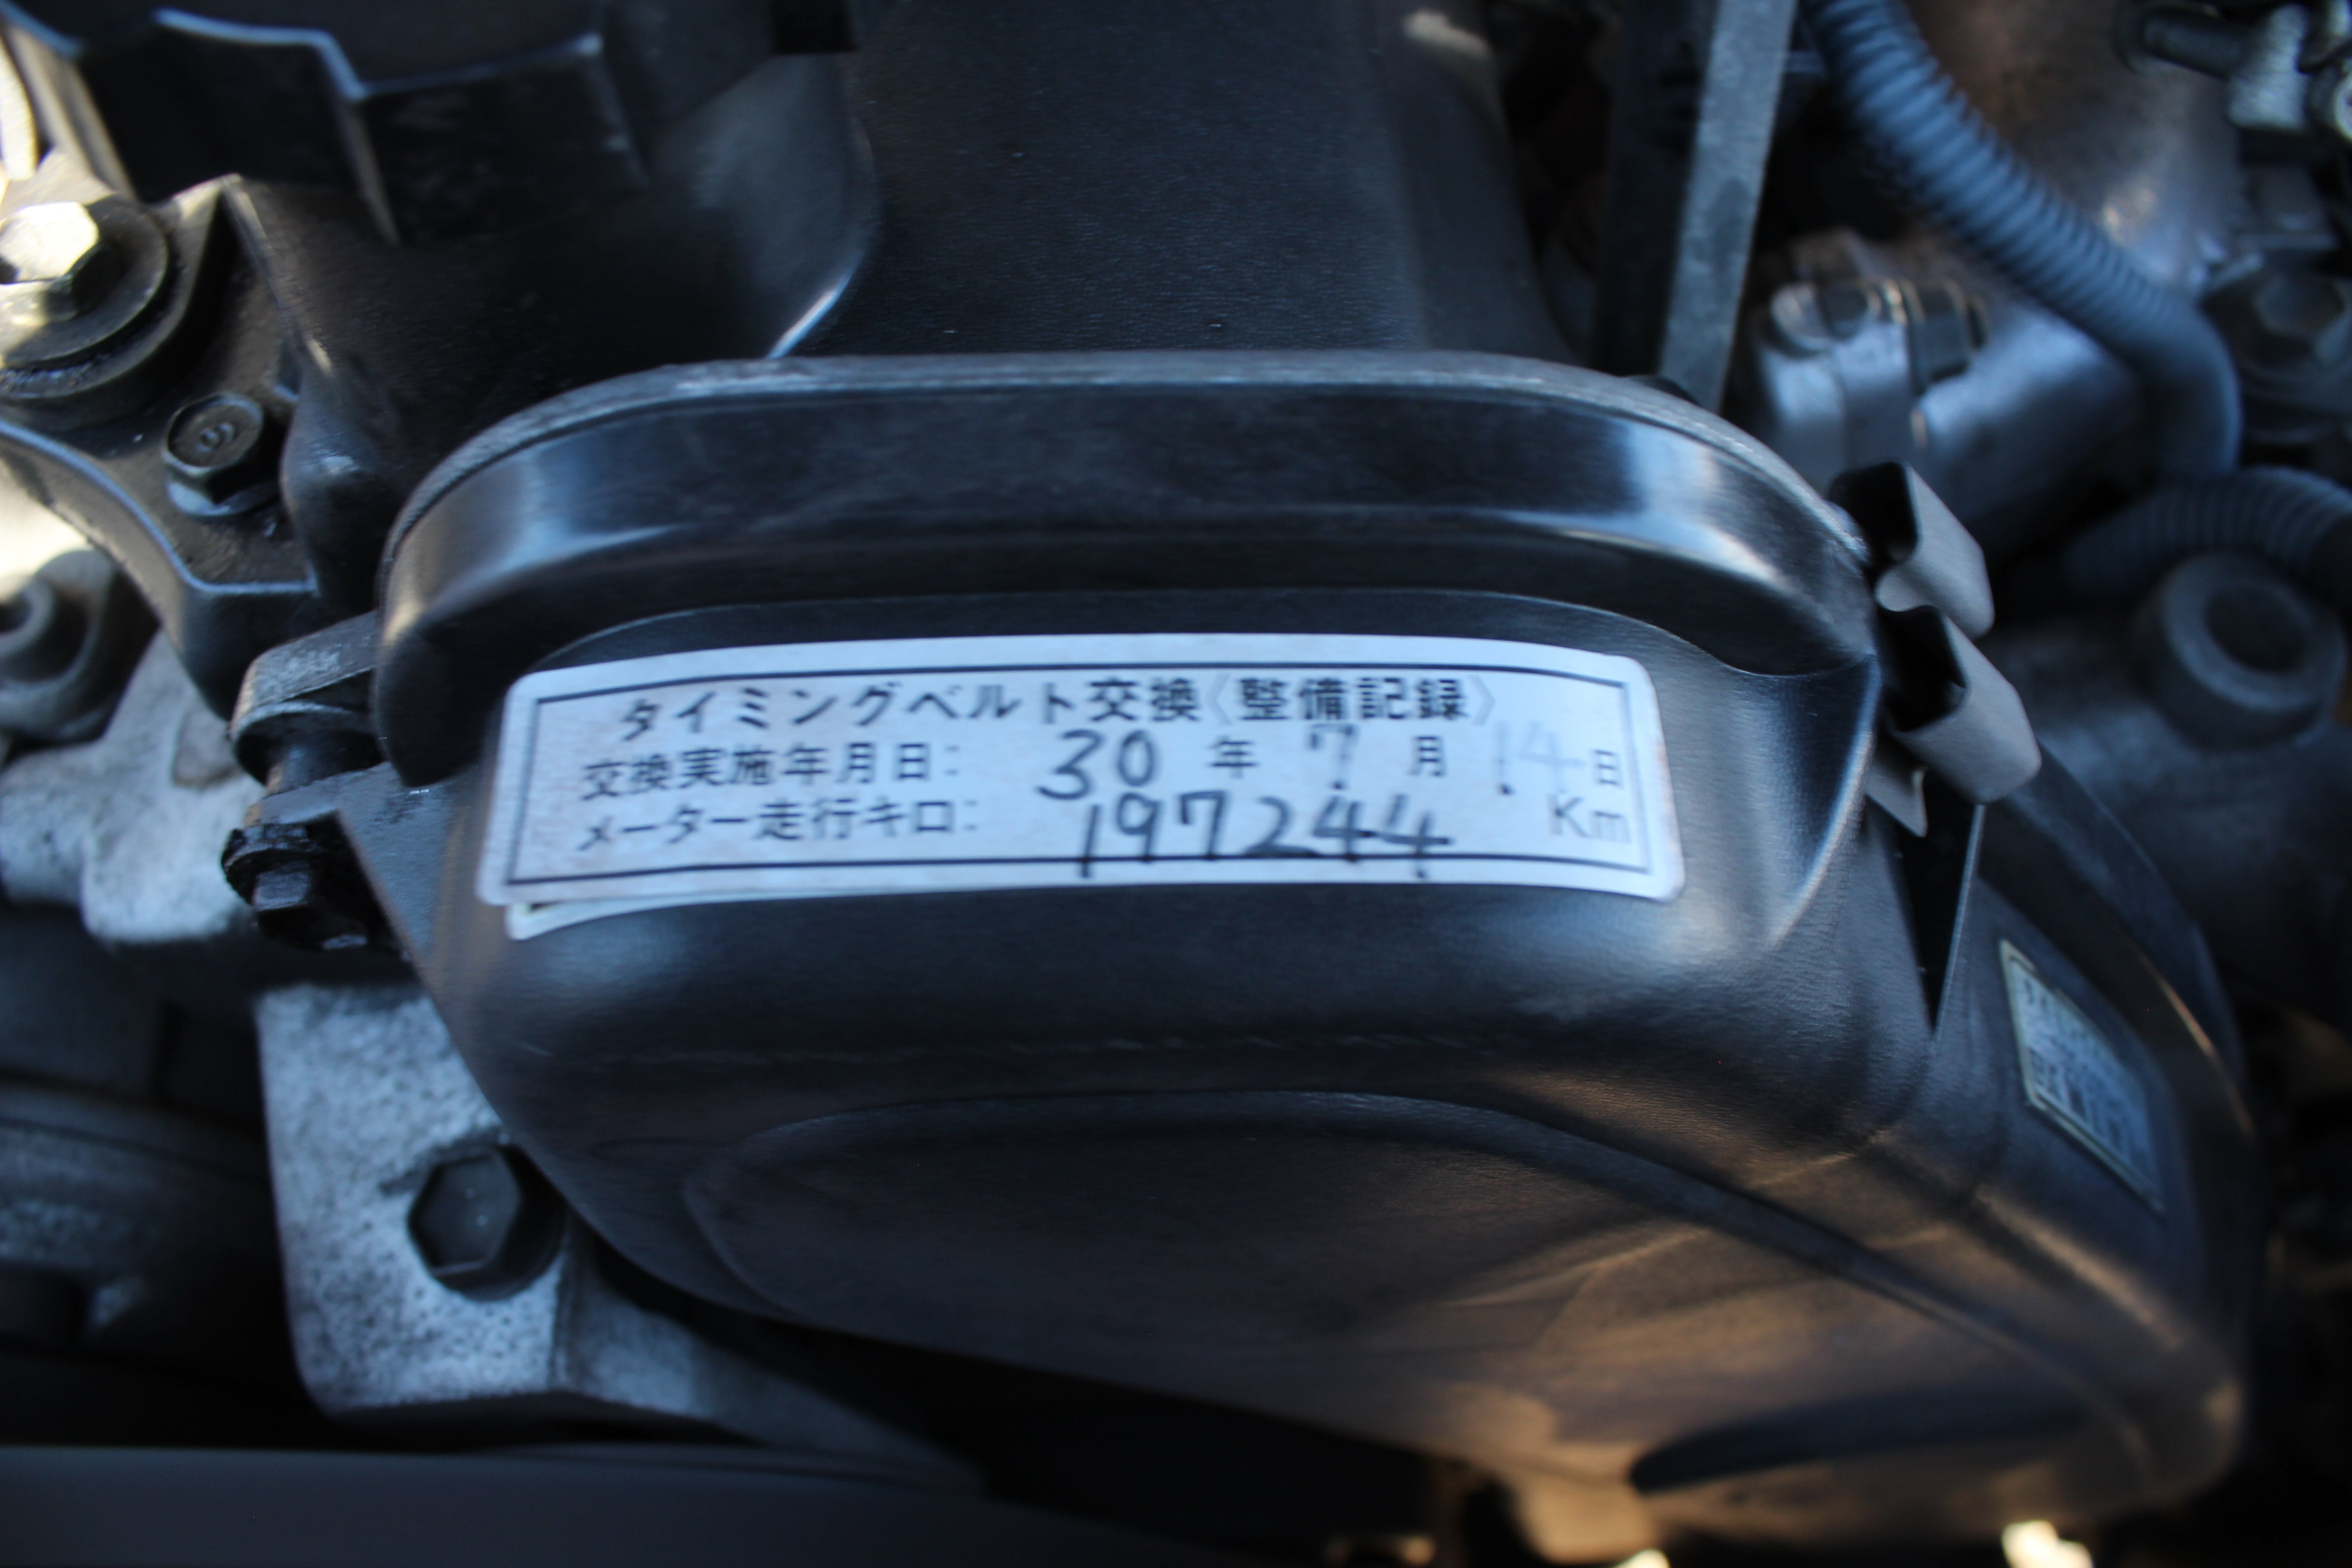 タイミングベルト交換《整備記録》
交換実施年月日: 30 年 7 月 14 日
メーター走行キロ: 197244 Km
8